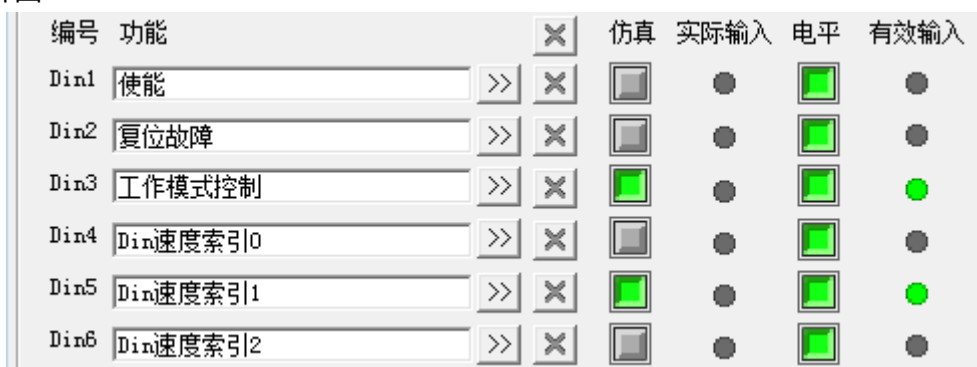 编号 功能 仿真 实际输入 电平 有效输入
Din1 使能 >>
Din2 复位故障 >>
Din3 工作模式控制 >>
Din4 Din速度索引0 >>
Din5 Din速度索引1 >>
Din6 Din速度索引2 >>